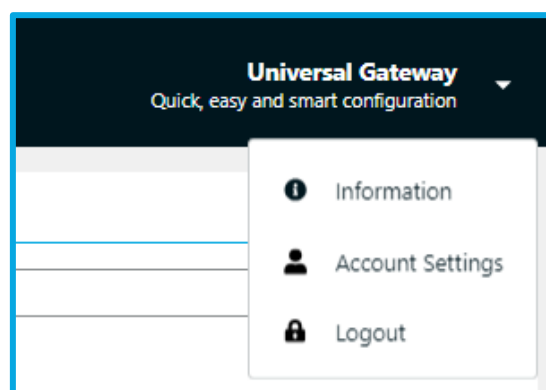 Universal Gateway
Quick, easy and smart configuration
Information
Account Settings
Logout